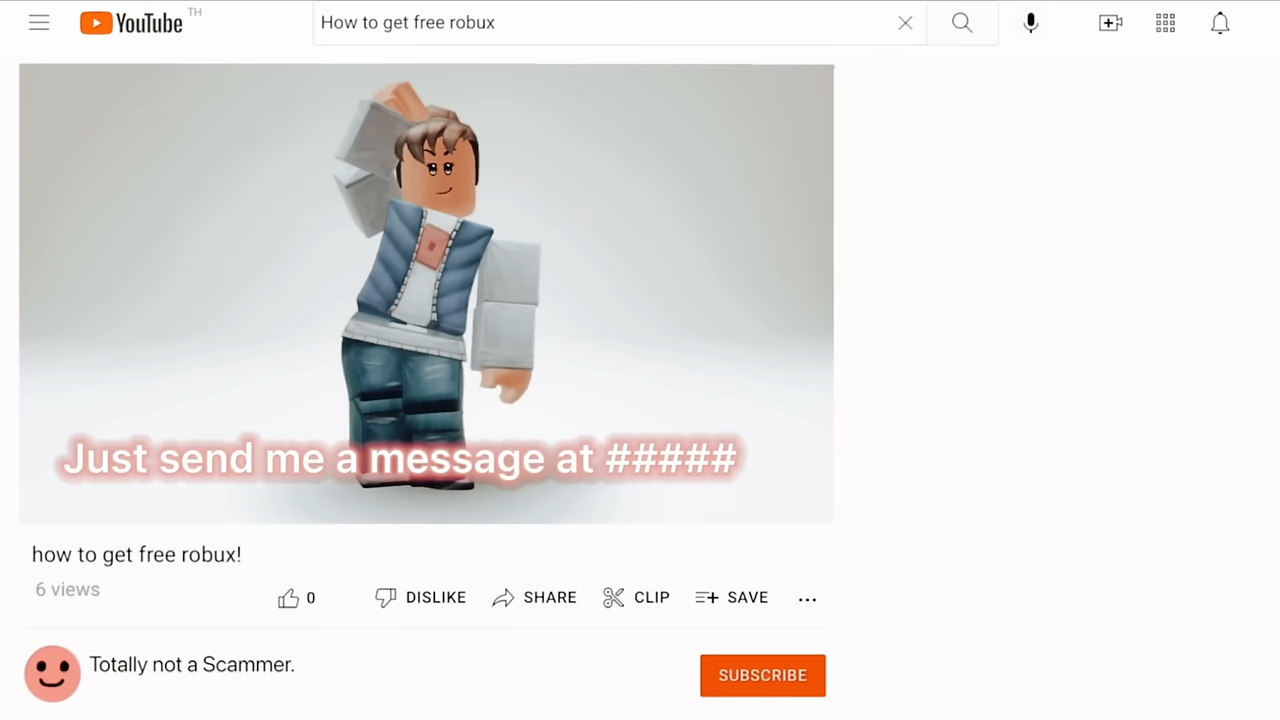 YouTube TH
How to get free robux
Just send me a message at #####
how to get free robux!
6 views
0 DISLIKE SHARE CLIP SAVE ...
Totally not a Scammer.
SUBSCRIBE